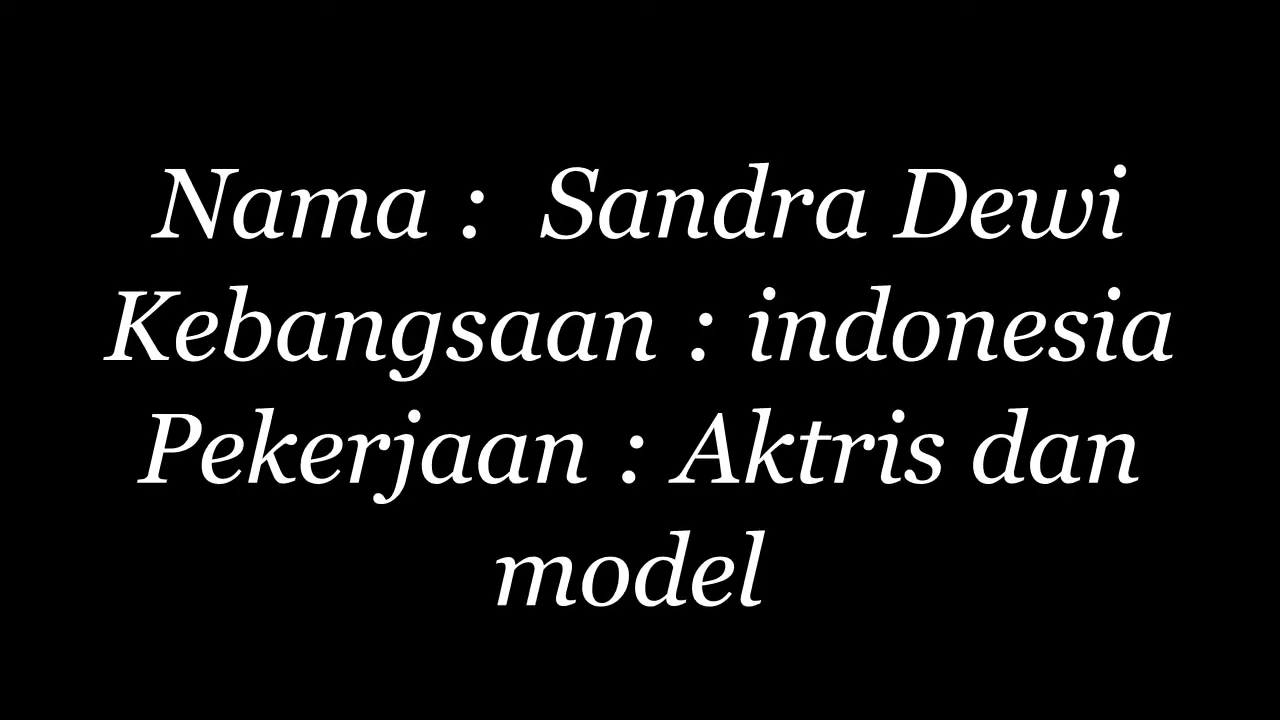 Nama :  Sandra Dewi
Kebangsaan : indonesia
Pekerjaan : Aktris dan
model